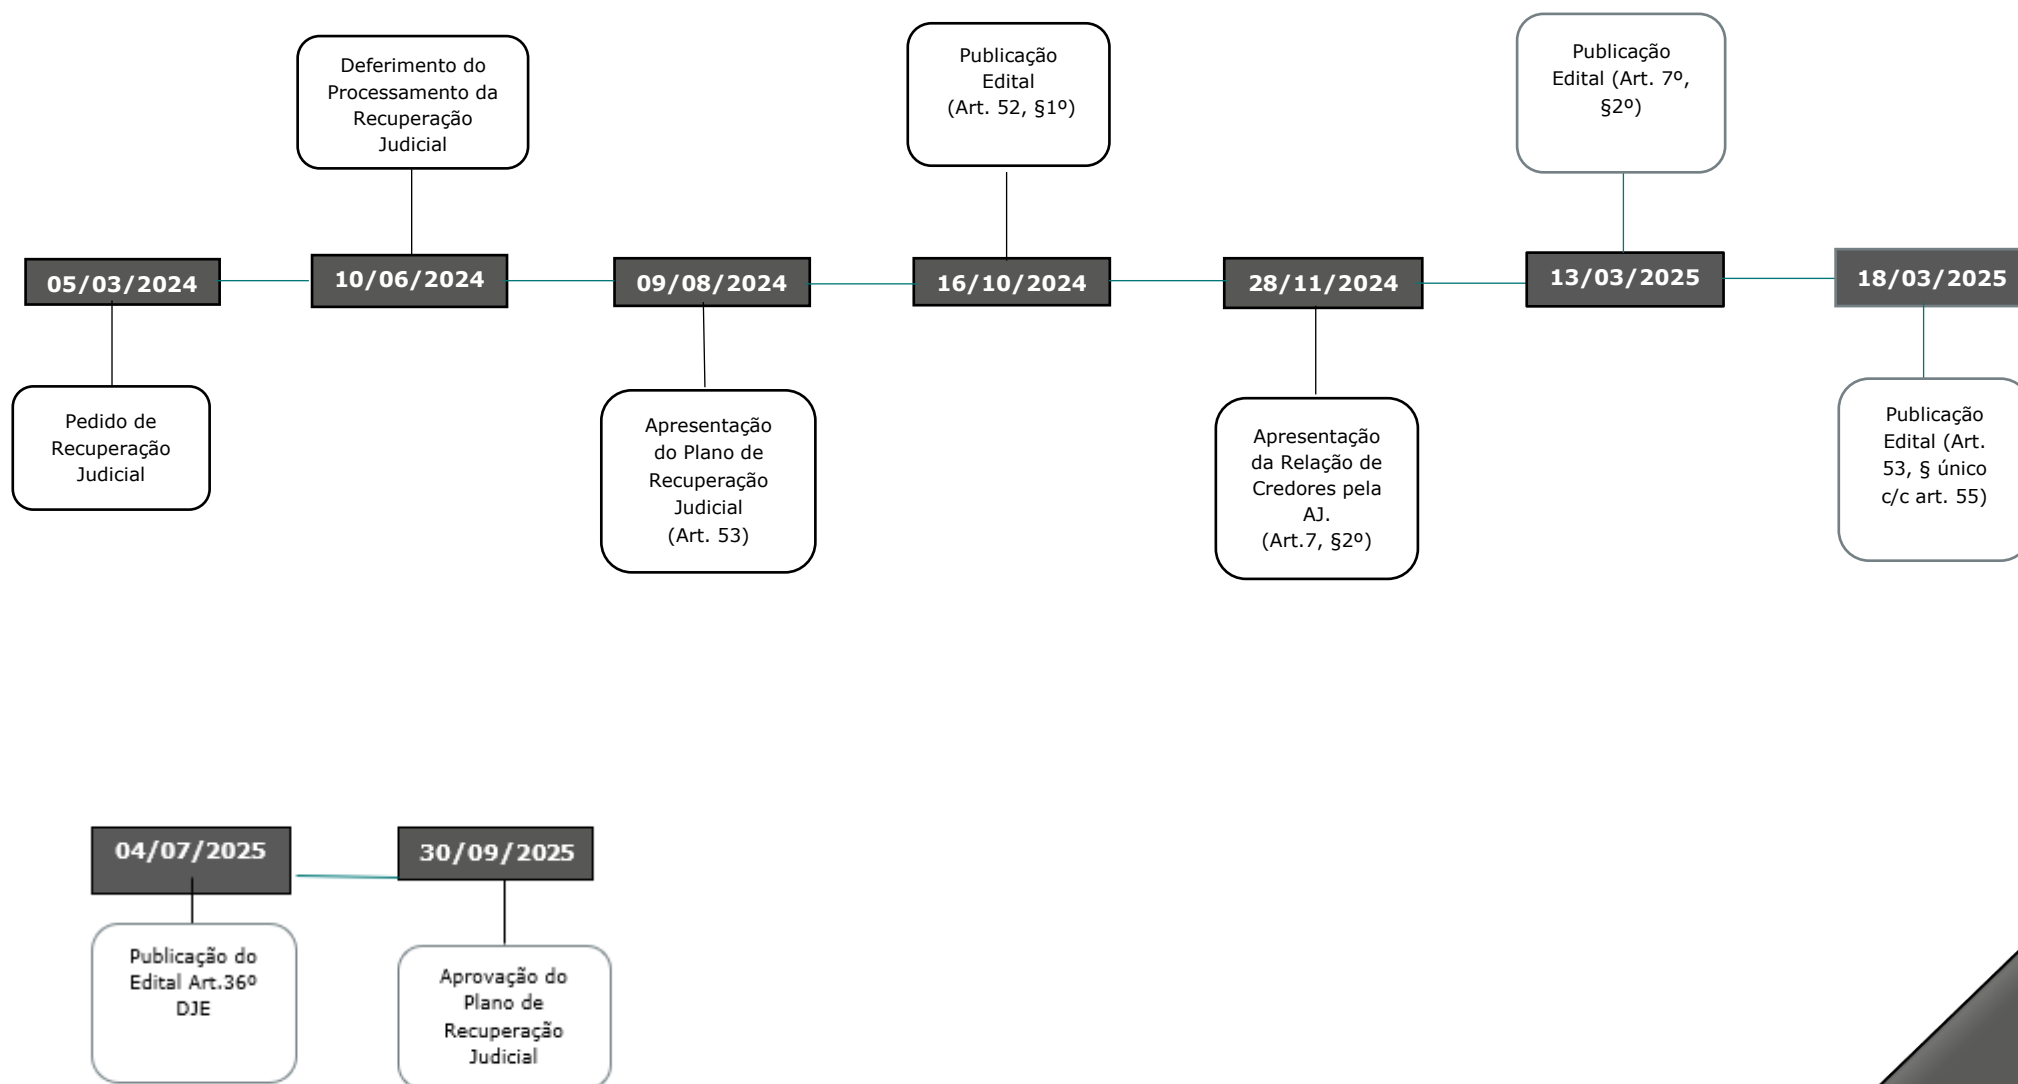 Deferimento do
Processamento da
Recuperação
Judicial
Publicação
Edital
(Art. 52, §1º)
Publicação
Edital (Art. 7º,
§2º)
05/03/2024
10/06/2024
09/08/2024
16/10/2024
28/11/2024
13/03/2025
18/03/2025
Pedido de
Recuperação
Judicial
Apresentação
do Plano de
Recuperação
Judicial
(Art. 53)
Apresentação
da Relação de
Credores pela
AJ.
(Art.7, §2º)
Publicação
Edital (Art.
53, § único
c/c art. 55)
04/07/2025
30/09/2025
Publicação do
Edital Art.36º
DJE
Aprovação do
Plano de
Recuperação
Judicial